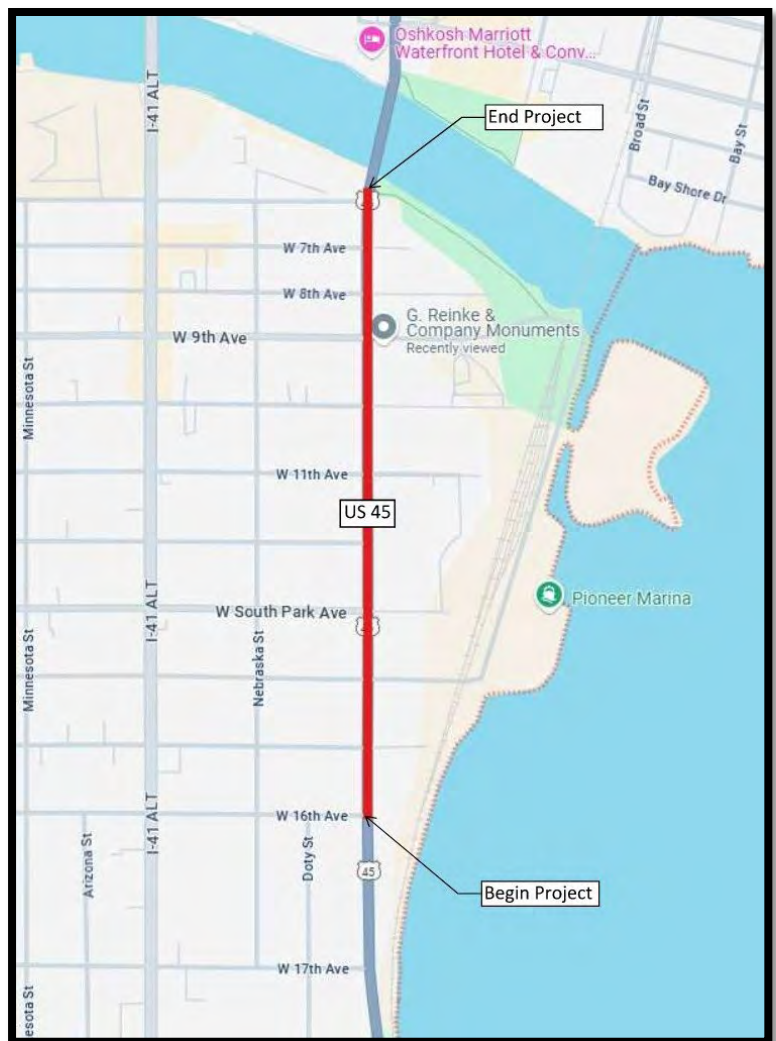 Oshkosh Marriott
Waterfront Hotel & Conv...
I-41 ALT
End Project
Broad St
Bay St
Bay Shore Dr
W 7th Ave
W 8th Ave
G. Reinke &
Company Monuments
Recently viewed
W 9th Ave
Minnesota St
W 11th Ave
US 45
I-41 ALT
Pioneer Marina
W South Park Ave
Minnesota St
Nebraska St
I-41 ALT
W 16th Ave
Arizona St
Doty St
45
Begin Project
W 17th Ave
esota St